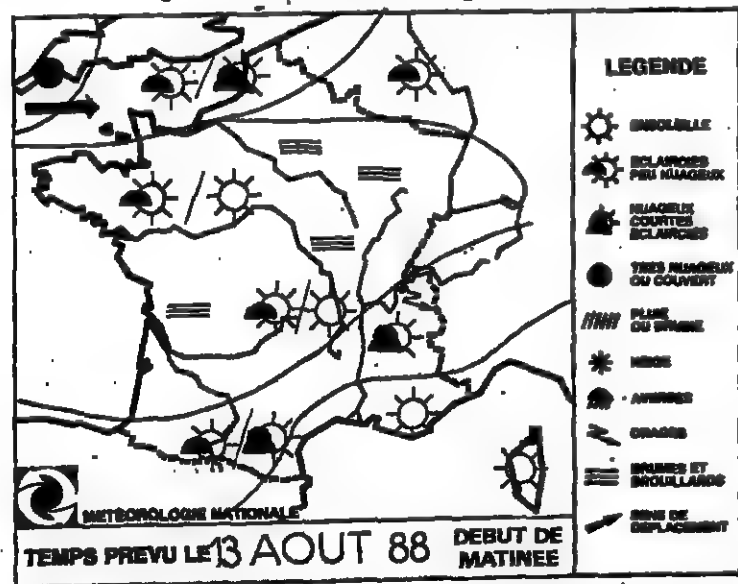 LEGENDE
ENSOLEILLE
ECLAIRCIES
PEU NUAGEUX
NUAGEUX
COURTES
ECLAIRCIES
TRES NUAGEUX
OU COUVERT
PLUIE
OU BRUINE
NEIGE
AVERSES
ORAGES
BRUMES ET
BROUILLARDS
SENS DE
DEPLACEMENT
METEOROLOGIE NATIONALE
TEMPS PREVU LE 13 AOUT 88 DEBUT DE
MATINEE